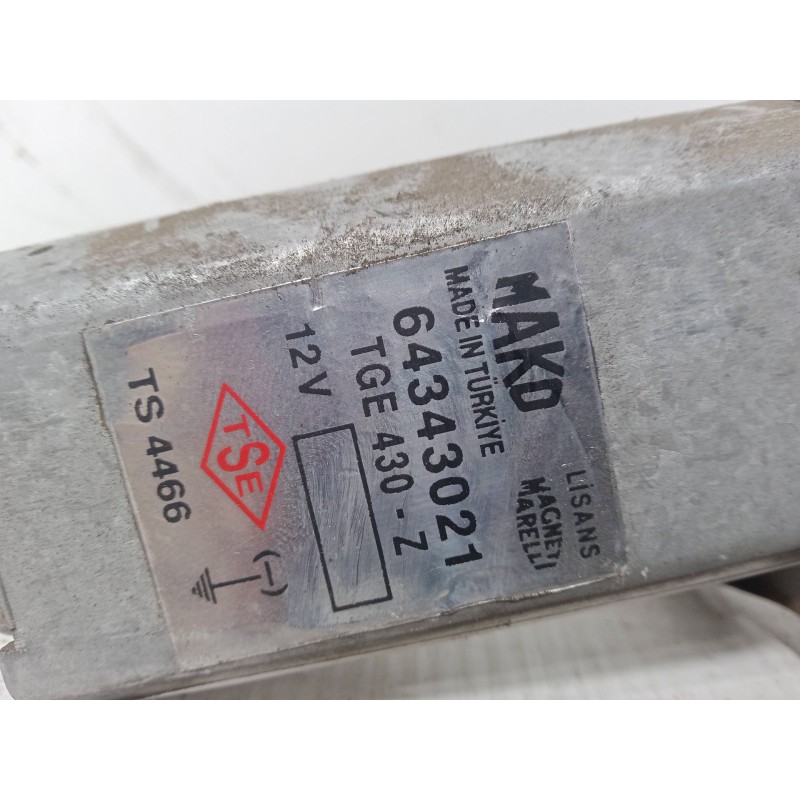 MAKO
LİSANS
MAGNETI
MARELLI
MADE IN TÜRKİYE
64343021
TGE 430-Z
12V
TSE
(-)
TS 4466